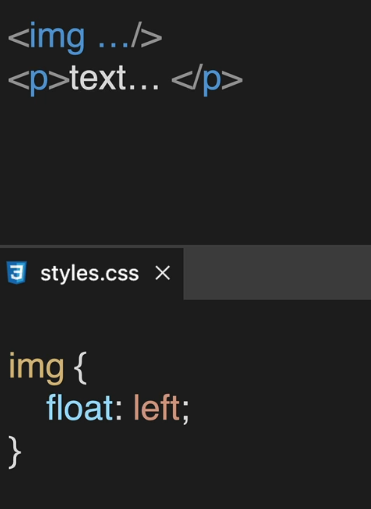 <img .../>
<p>text... </p>
styles.css ×
img {
float: left;
}